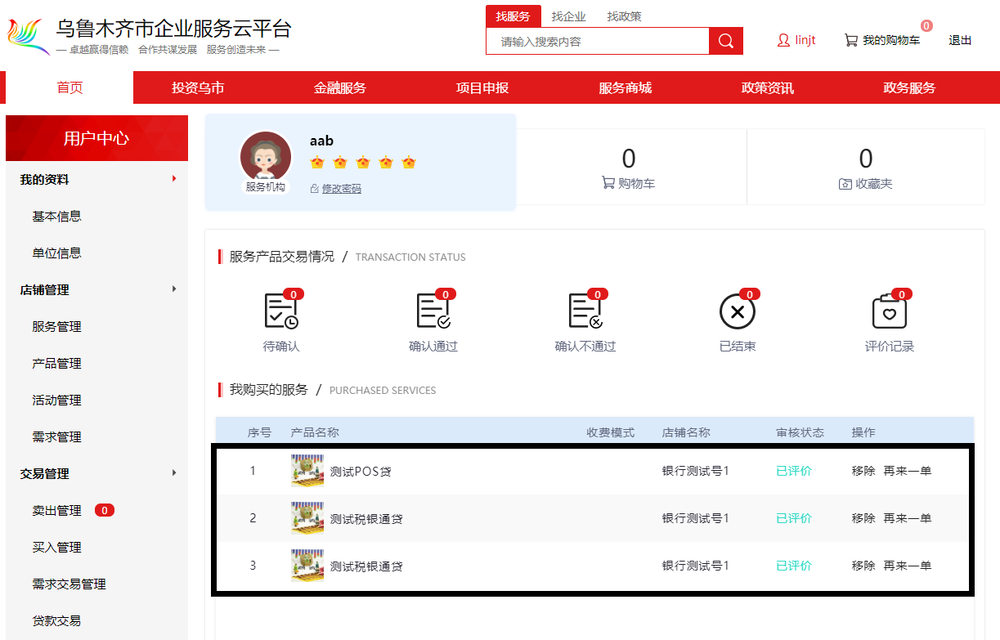 找服务 找企业 找政策
乌鲁木齐市企业服务云平台
— 卓越赢得信赖 合作共谋发展 服务创造未来 —
请输入搜索内容
linjt
我的购物车 0
退出
首页 投资乌市 金融服务 项目申报 服务商城 政策资讯 政务服务
用户中心
我的资料
基本信息
单位信息
店铺管理
服务管理
产品管理
活动管理
需求管理
交易管理
卖出管理 0
买入管理
需求交易管理
贷款交易
aab
服务机构
修改密码
0
购物车
0
收藏夹
服务产品交易情况 / TRANSACTION STATUS
0 0 0 0 0
待确认 确认通过 确认不通过 已结束 评价记录
我购买的服务 / PURCHASED SERVICES
序号 产品名称 收费模式 店铺名称 审核状态 操作
1 测试POS贷 银行测试号1 已评价 移除 再来一单
2 测试税银通贷 银行测试号1 已评价 移除 再来一单
3 测试税银通贷 银行测试号1 已评价 移除 再来一单